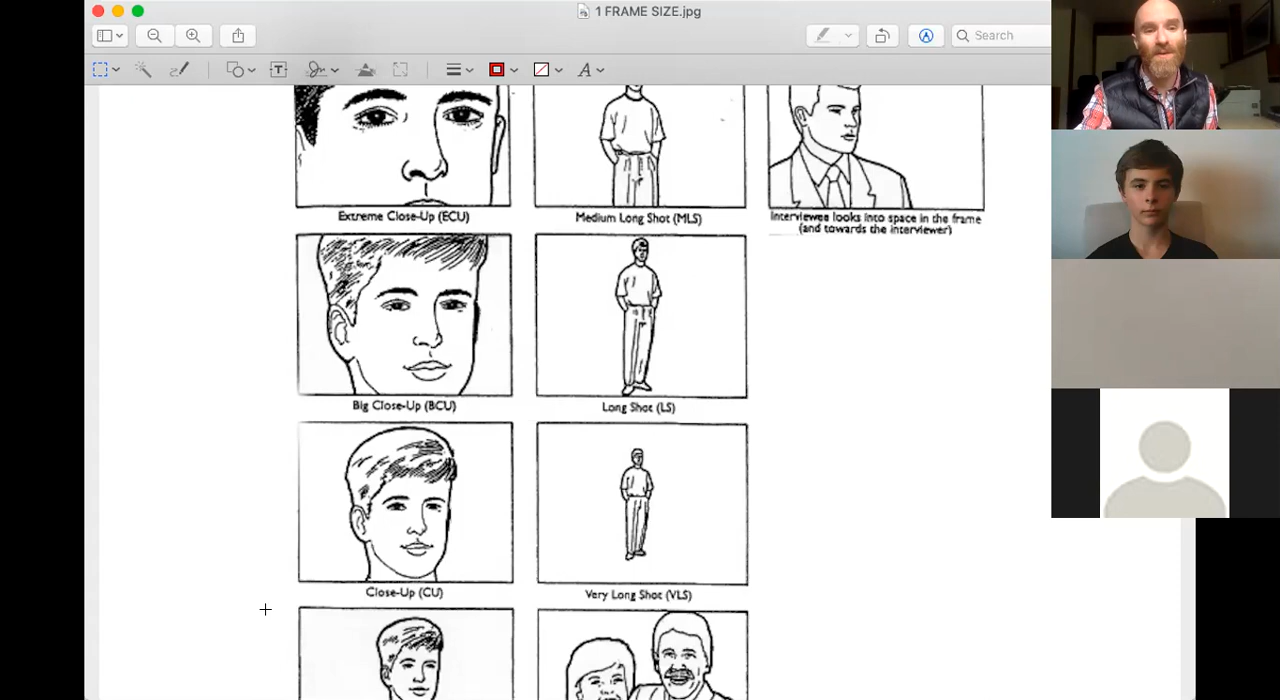 1 FRAME SIZE.jpg
Search
T
A
Extreme Close-Up (ECU)
Medium Long Shot (MLS)
Interviewee looks into space in the frame
(and towards the interviewer)
Big Close-Up (BCU)
Long Shot (LS)
Close-Up (CU)
Very Long Shot (VLS)